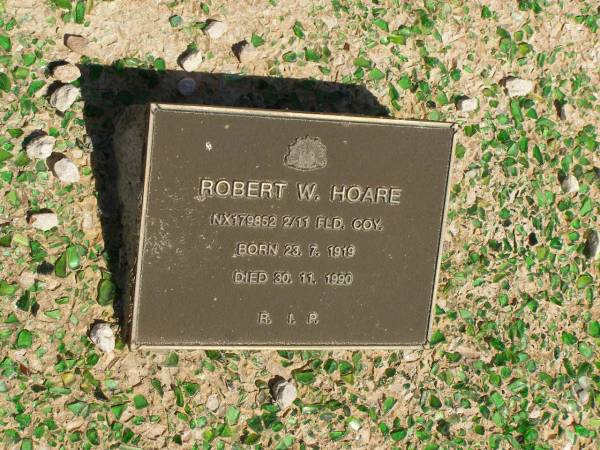 ROBERT W. HOARE
NX179852 2/11 FLD. COY.
BORN 23. 7. 1919
DIED 30. 11. 1990
R. I. P.